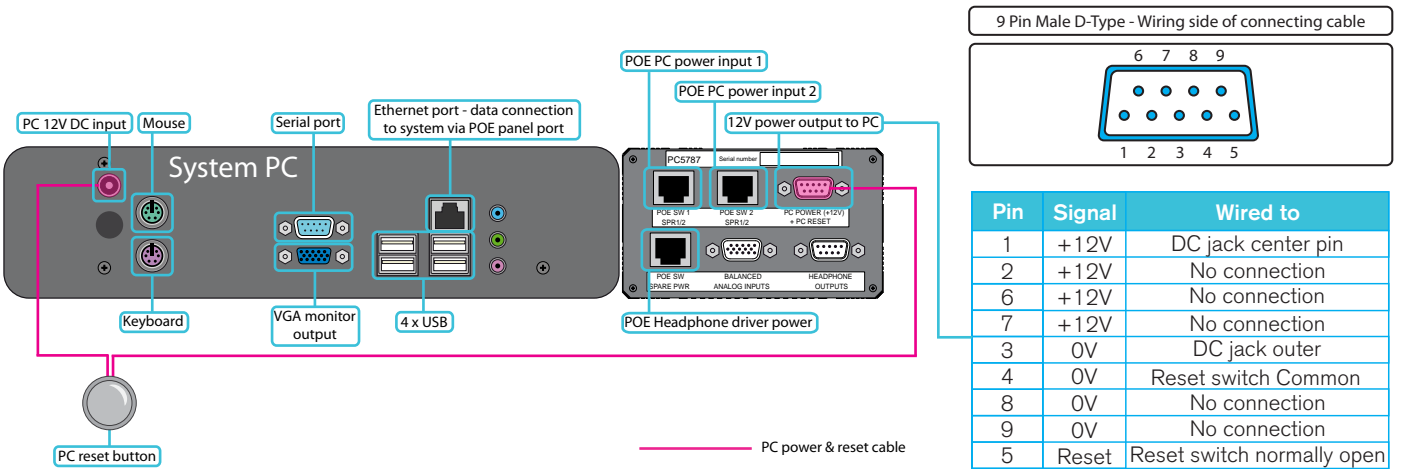 9 Pin Male D-Type - Wiring side of connecting cable
6 7 8 9
1 2 3 4 5
POE PC power input 1
POE PC power input 2
12V power output to PC
Ethernet port - data connection
to system via POE panel port
PC 12V DC input
Mouse
Serial port
System PC
PC5787
Serial number
POE SW 1
SPR1/2
POE SW 2
SPR1/2
PC POWER (+12V)
+ PC RESET
POE SW
SPARE PWR
BALANCED
ANALOG INPUTS
HEADPHONE
OUTPUTS
Keyboard
VGA monitor
output
4 x USB
POE Headphone driver power
PC reset button
PC power & reset cable
Pin Signal Wired to
1 +12V DC jack center pin
2 +12V No connection
6 +12V No connection
7 +12V No connection
3 0V DC jack outer
4 0V Reset switch Common
8 0V No connection
9 0V No connection
5 Reset Reset switch normally open